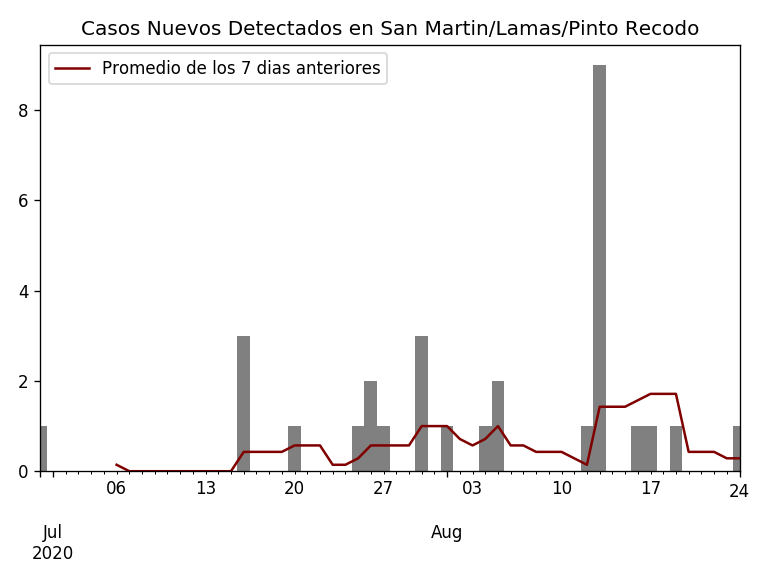 Casos Nuevos Detectados en San Martin/Lamas/Pinto Recodo
Promedio de los 7 dias anteriores
8
6
4
2
0
06 13 20 27 03 10 17 24
Jul Aug
2020